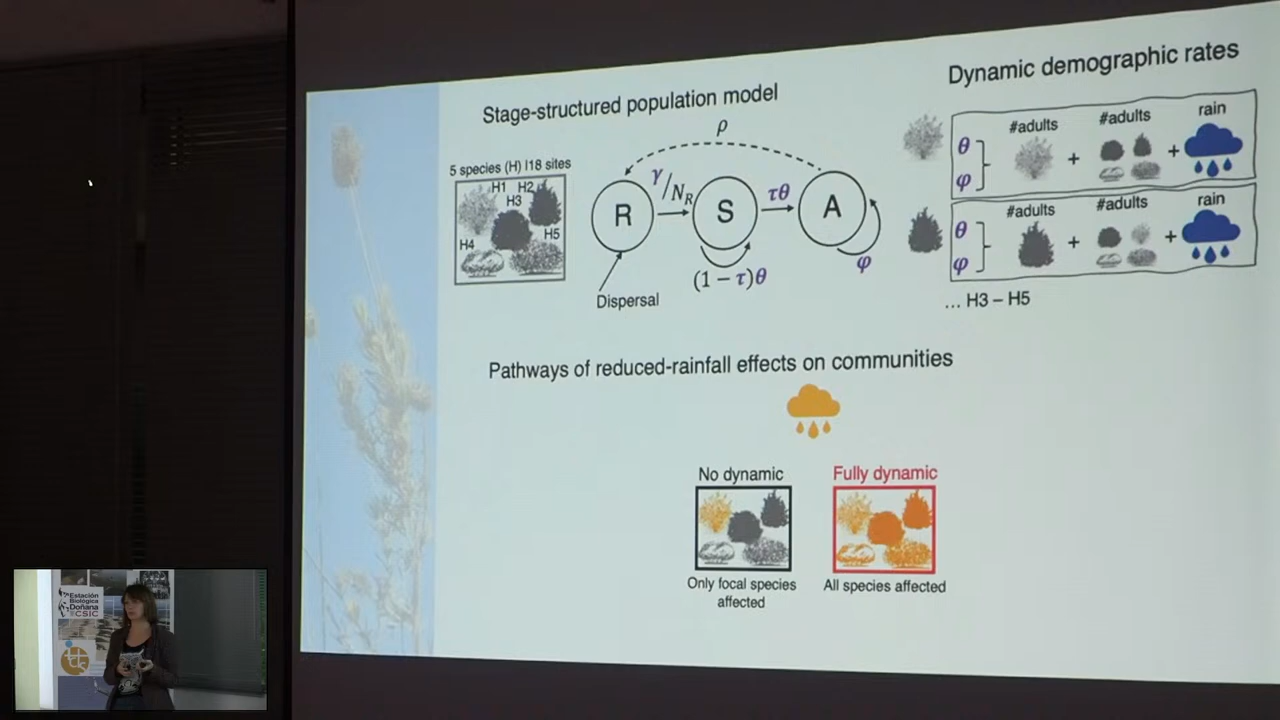 Stage-structured population model
Dynamic demographic rates
5 species (H) I18 sites
H1 H2
H3
H4
H5
ρ
R
γ/N_R
S
τθ
A
(1 − τ)θ
φ
Dispersal
#adults
#adults
rain
θ
φ
+
+
#adults
#adults
rain
θ
φ
+
+
... H3 – H5
Pathways of reduced-rainfall effects on communities
No dynamic
Fully dynamic
Only focal species
affected
All species affected
Estación
Biológica
Doñana
CSIC